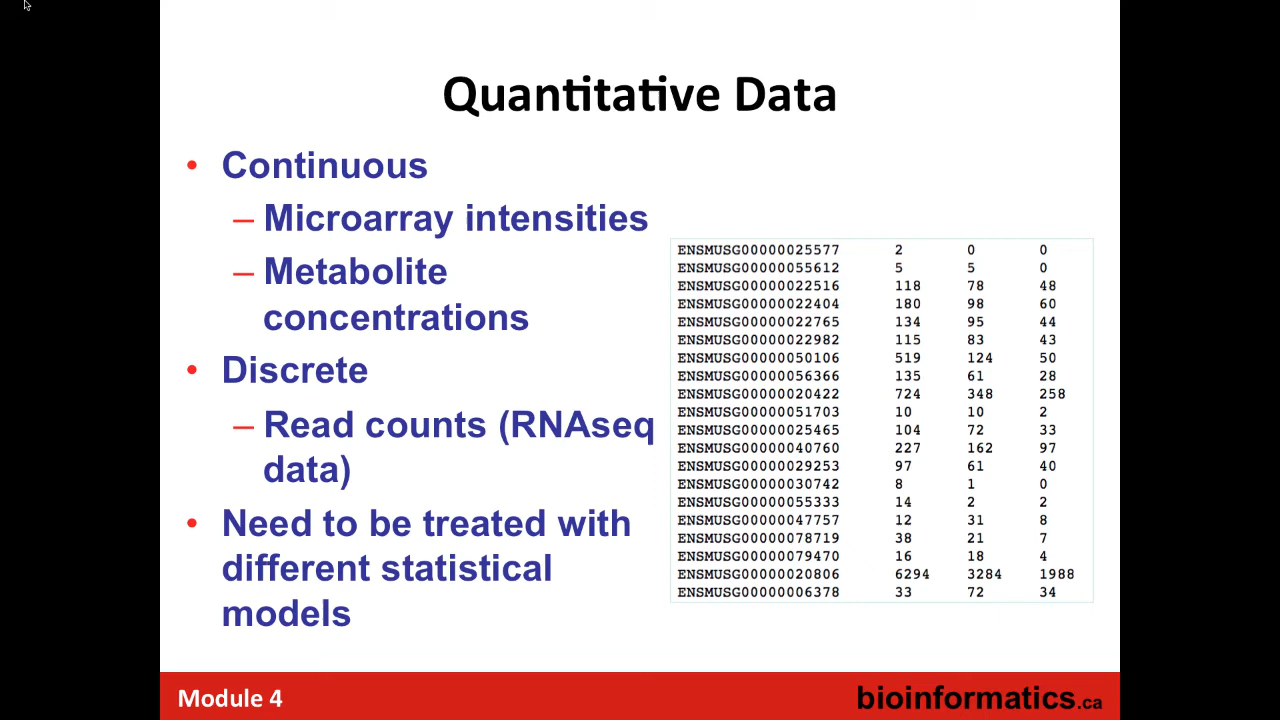 Quantitative Data
• Continuous
– Microarray intensities
– Metabolite
concentrations
• Discrete
– Read counts (RNAseq
data)
• Need to be treated with
different statistical
models
ENSMUSG00000025577 2 0 0
ENSMUSG00000055612 5 5 0
ENSMUSG00000022516 118 78 48
ENSMUSG00000022404 180 98 60
ENSMUSG00000022765 134 95 44
ENSMUSG00000022982 115 83 43
ENSMUSG00000050106 519 124 50
ENSMUSG00000056366 135 61 28
ENSMUSG00000020422 724 348 258
ENSMUSG00000051703 10 10 2
ENSMUSG00000025465 104 72 33
ENSMUSG00000040760 227 162 97
ENSMUSG00000029253 97 61 40
ENSMUSG00000030742 8 1 0
ENSMUSG00000055333 14 2 2
ENSMUSG00000047757 12 31 8
ENSMUSG00000078719 38 21 7
ENSMUSG00000079470 16 18 4
ENSMUSG00000020806 6294 3284 1988
ENSMUSG00000006378 33 72 34
Module 4
bioinformatics.ca